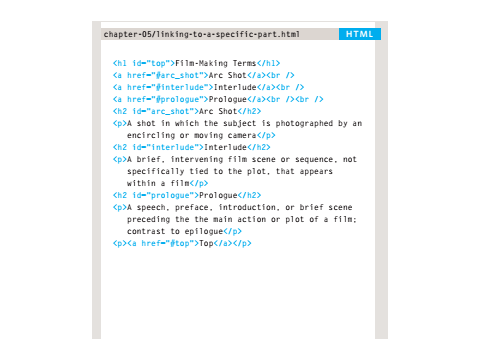 chapter-05/linking-to-a-specific-part.html HTML
<h1 id="top">Film-Making Terms</h1>
<a href="#arc_shot">Arc Shot</a><br />
<a href="#interlude">Interlude</a><br />
<a href="#prologue">Prologue</a><br /><br />
<h2 id="arc_shot">Arc Shot</h2>
<p>A shot in which the subject is photographed by an
encircling or moving camera</p>
<h2 id="interlude">Interlude</h2>
<p>A brief, intervening film scene or sequence, not
specifically tied to the plot, that appears
within a film</p>
<h2 id="prologue">Prologue</h2>
<p>A speech, preface, introduction, or brief scene
preceding the the main action or plot of a film;
contrast to epilogue</p>
<p><a href="#top">Top</a></p>